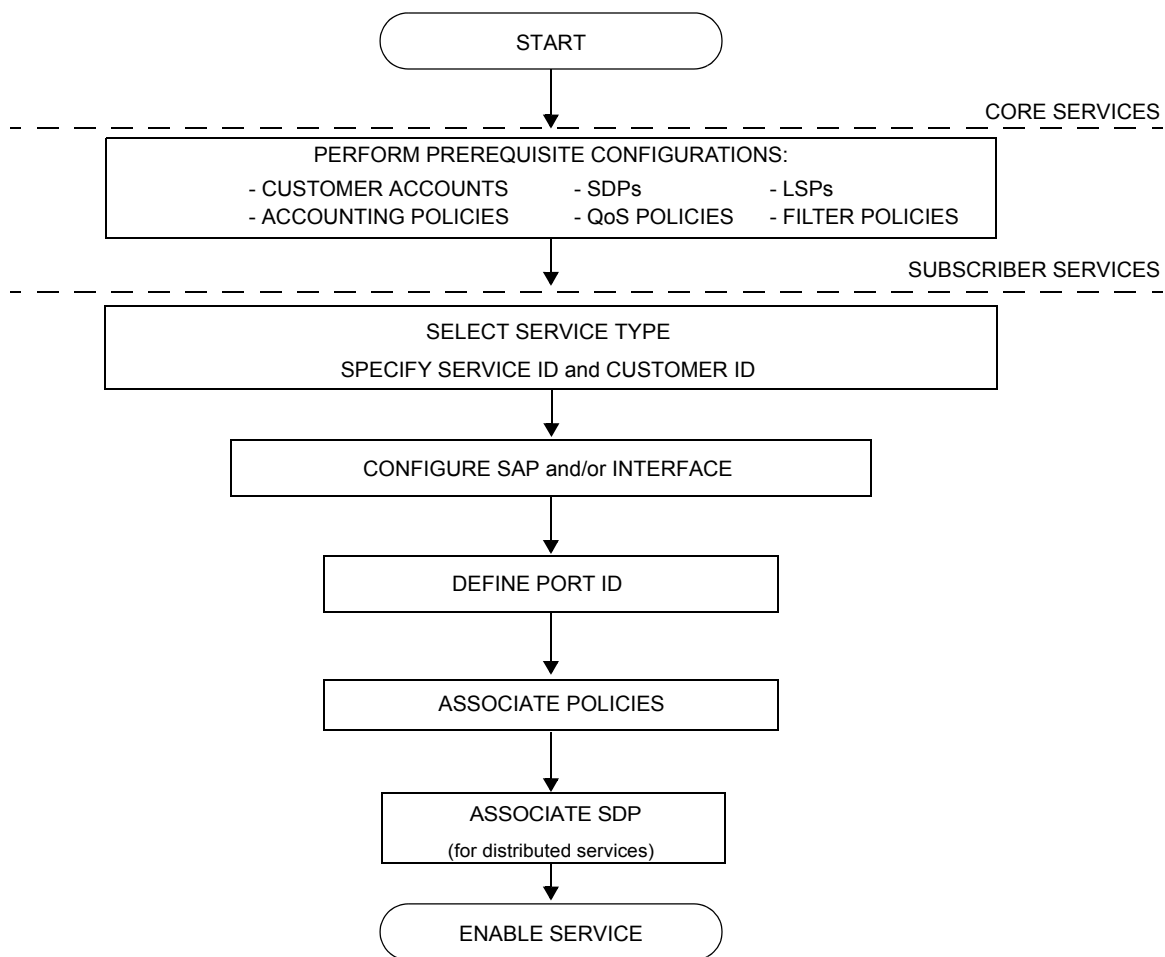 START
CORE SERVICES
PERFORM PREREQUISITE CONFIGURATIONS:
- CUSTOMER ACCOUNTS - SDPs - LSPs
- ACCOUNTING POLICIES - QoS POLICIES - FILTER POLICIES
SUBSCRIBER SERVICES
SELECT SERVICE TYPE
SPECIFY SERVICE ID and CUSTOMER ID
CONFIGURE SAP and/or INTERFACE
DEFINE PORT ID
ASSOCIATE POLICIES
ASSOCIATE SDP
(for distributed services)
ENABLE SERVICE